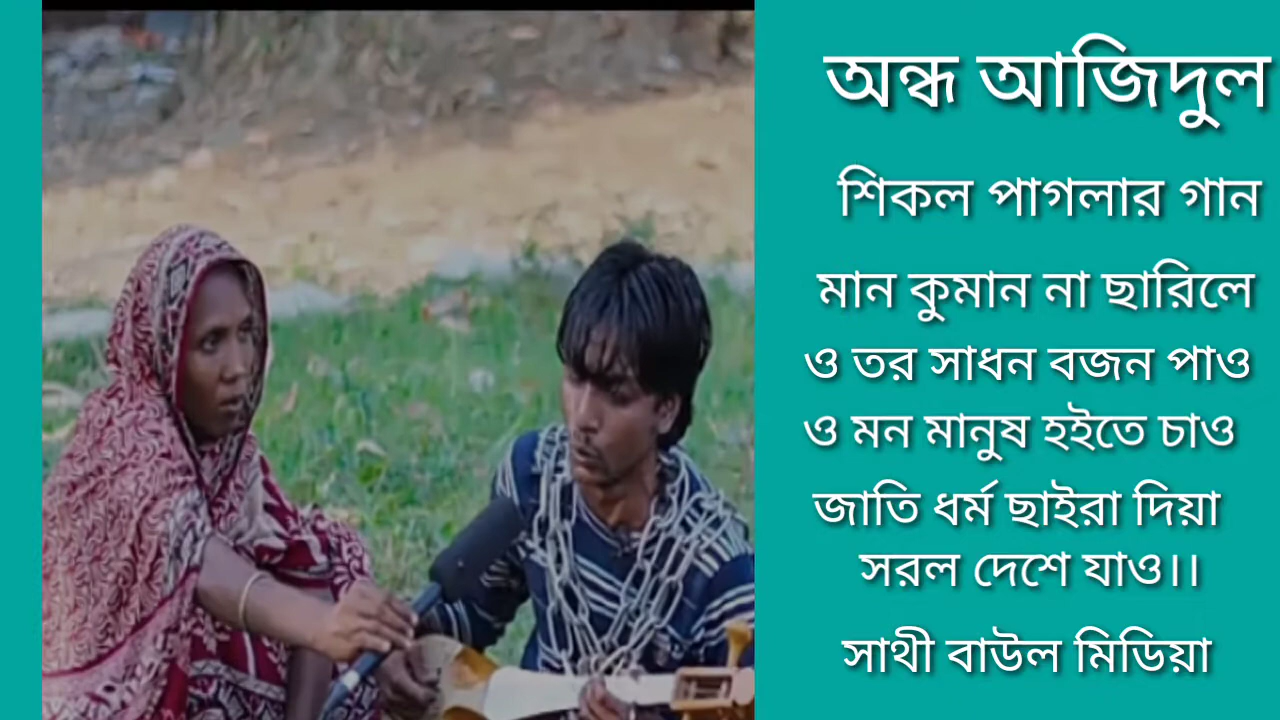 অন্ধ আজিদুল
শিকল পাগলার গান
মান কুমান না ছারিলে
ও তর সাধন বজন পাও
ও মন মানুষ হইতে চাও
জাতি ধর্ম ছাইরা দিয়া
সরল দেশে যাও।।
সাথী বাউল মিডিয়া